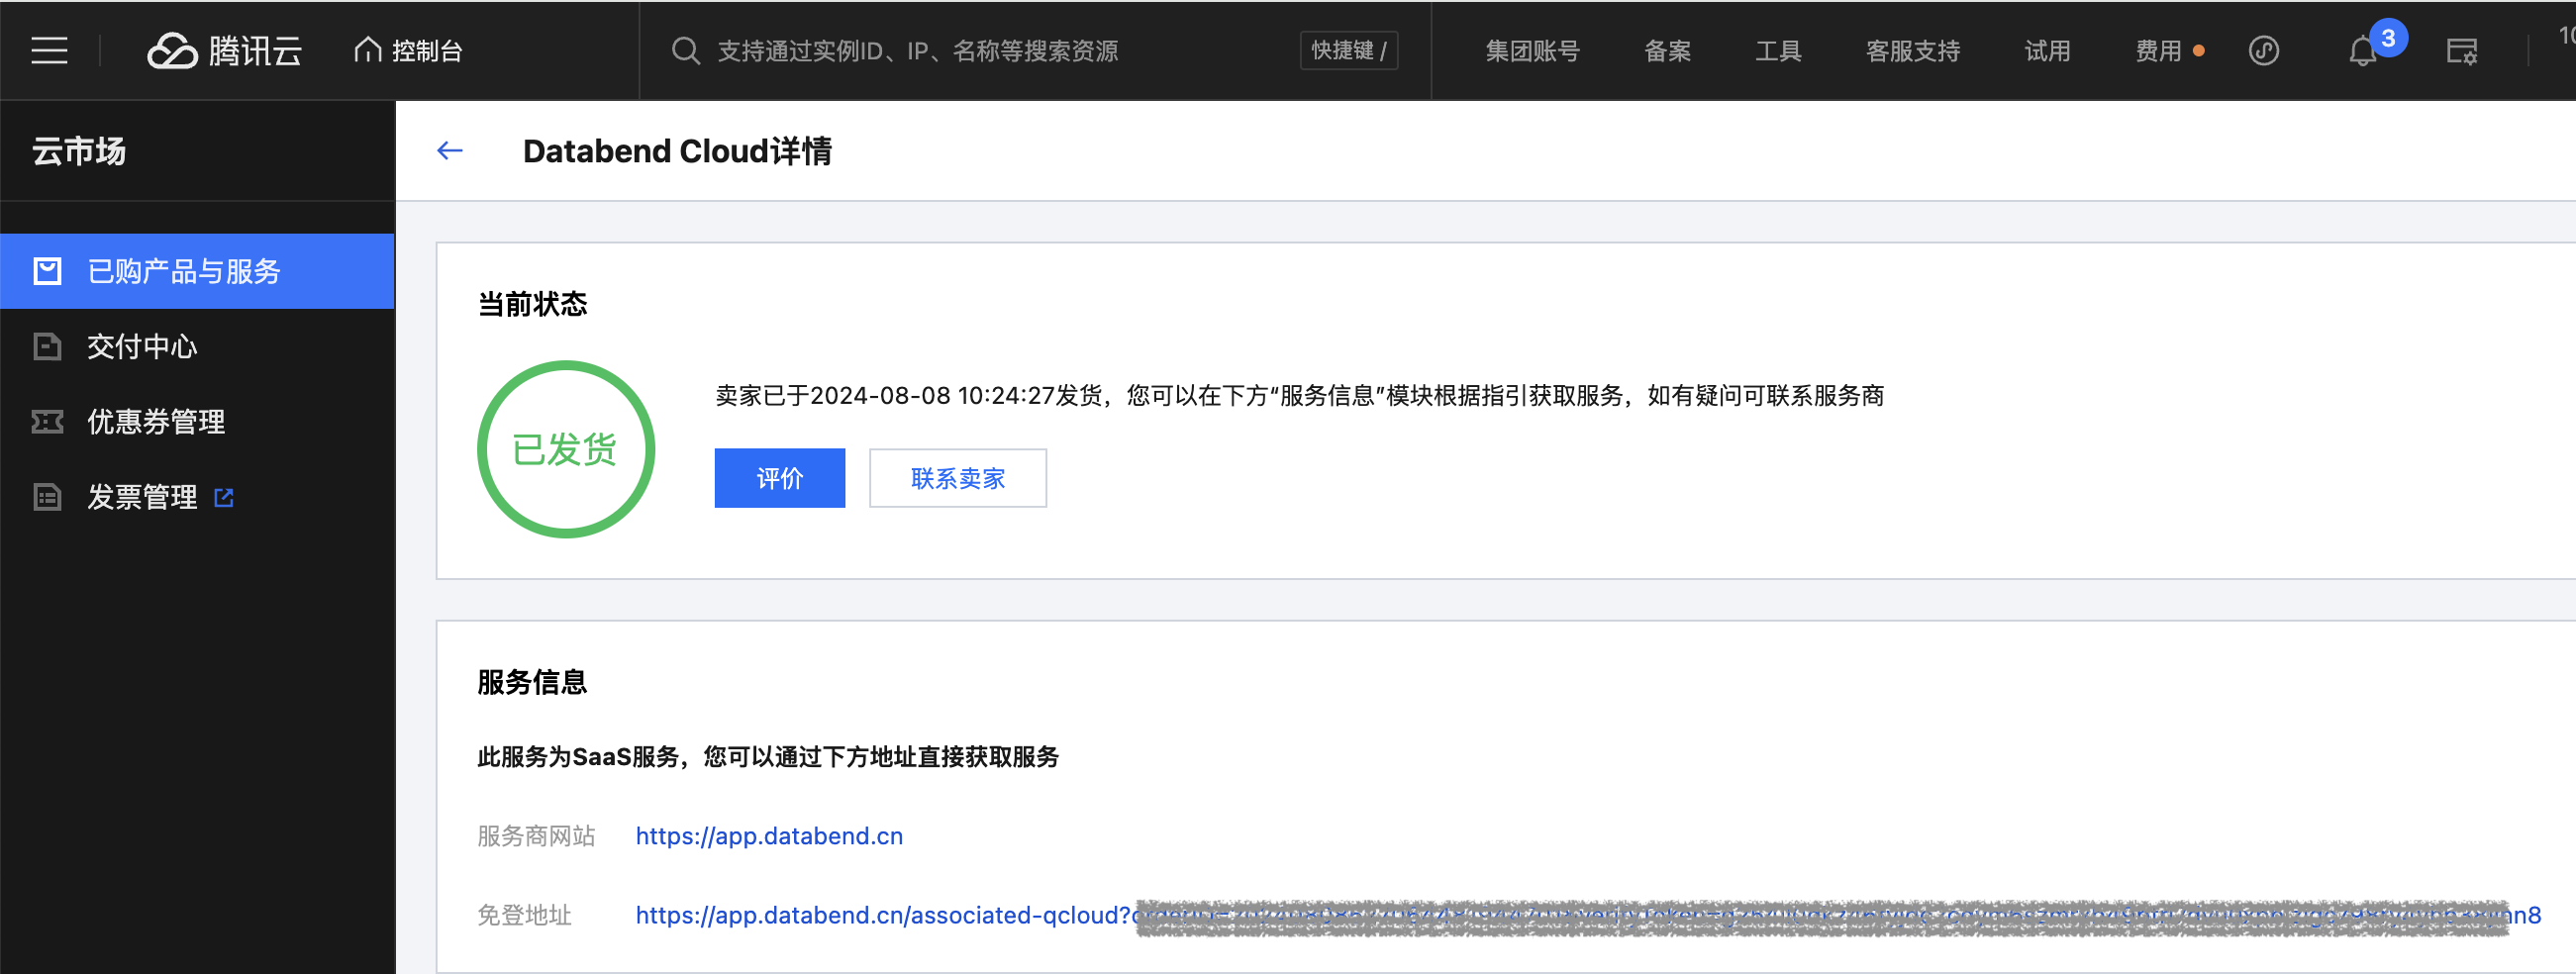 腾讯云
控制台
支持通过实例ID、IP、名称等搜索资源
快捷键 /
集团账号
备案
工具
客服支持
试用
费用
3
云市场
已购产品与服务
交付中心
优惠券管理
发票管理
Databend Cloud详情
当前状态
已发货
卖家已于2024-08-08 10:24:27发货，您可以在下方“服务信息”模块根据指引获取服务，如有疑问可联系服务商
评价
联系卖家
服务信息
此服务为SaaS服务，您可以通过下方地址直接获取服务
服务商网站 https://app.databend.cn
免登地址 https://app.databend.cn/associated-qcloud?